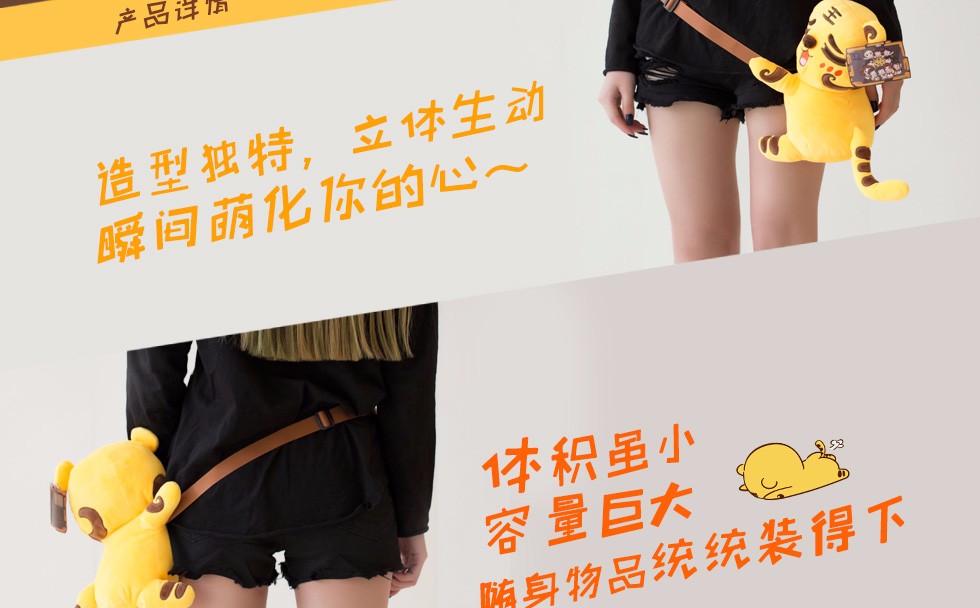 产品详情
造型独特，立体生动
瞬间萌化你的心~
王
体积虽小
容量巨大
随身物品统统装得下